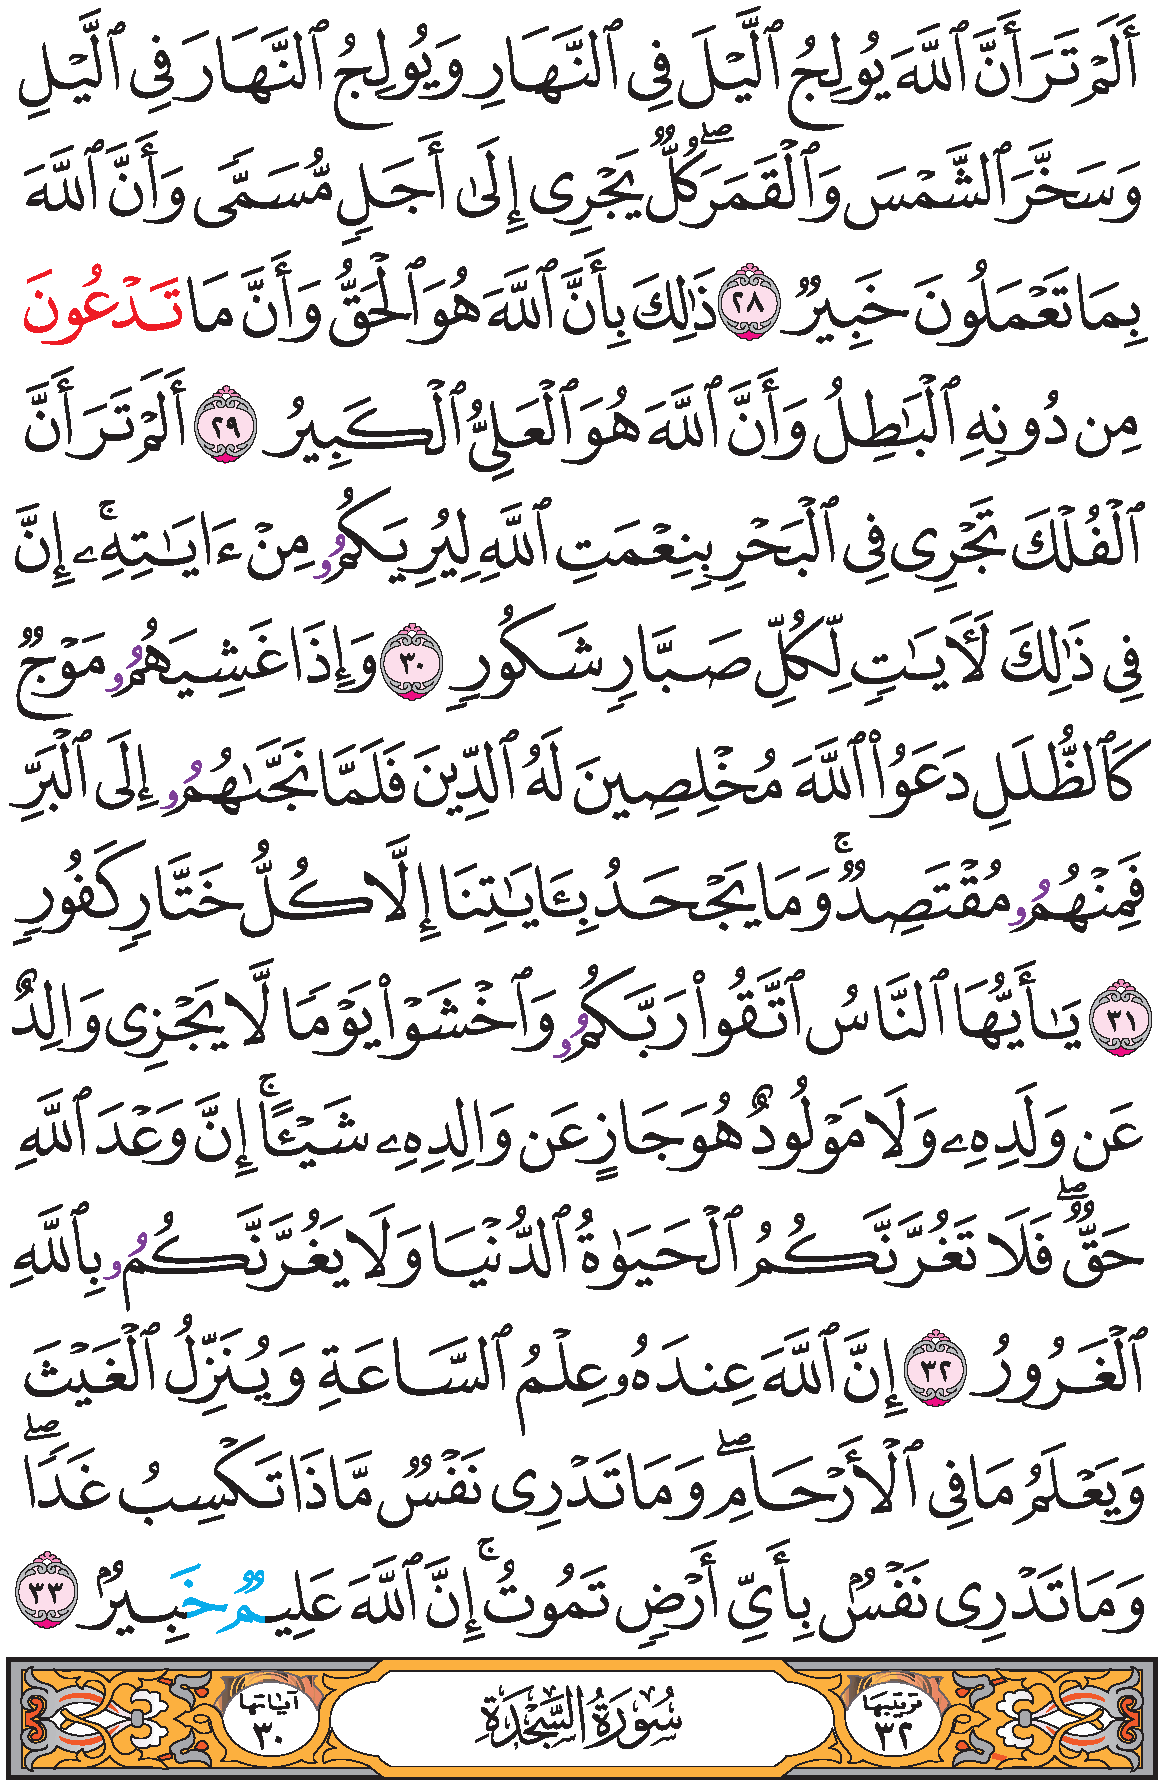 أَلَمْ تَرَ أَنَّ ٱللَّهَ يُولِجُ ٱلَّيْلَ فِي ٱلنَّهَارِ وَيُولِجُ ٱلنَّهَارَ فِي ٱلَّيْلِ
وَسَخَّرَ ٱلشَّمْسَ وَٱلْقَمَرَۖ كُلٌّ يَجْرِي إِلَىٰ أَجَلٍ مُّسَمًّى وَأَنَّ ٱللَّهَ
بِمَا تَعْمَلُونَ خَبِيرٌ ٢٨ ذَٰلِكَ بِأَنَّ ٱللَّهَ هُوَ ٱلْحَقُّ وَأَنَّ مَا تَدْعُونَ
مِن دُونِهِ ٱلْبَٰطِلُ وَأَنَّ ٱللَّهَ هُوَ ٱلْعَلِيُّ ٱلْكَبِيرُ ٢٩ أَلَمْ تَرَ أَنَّ
ٱلْفُلْكَ تَجْرِي فِي ٱلْبَحْرِ بِنِعْمَتِ ٱللَّهِ لِيُرِيَكُمُۥ مِنْ ءَايَٰتِهِۦۚ إِنَّ
فِي ذَٰلِكَ لَأٓيَٰتٍ لِّكُلِّ صَبَّارٍ شَكُورٍ ٣٠ وَإِذَا غَشِيَهُمُۥ مَوْجٌ
كَٱلظُّلَلِ دَعَوُاْ ٱللَّهَ مُخْلِصِينَ لَهُ ٱلدِّينَ فَلَمَّا نَجَّىٰهُمُۥ إِلَى ٱلْبَرِّ
فَمِنْهُمُۥ مُقْتَصِدٌۚ وَمَا يَجْحَدُ بِـَٔايَٰتِنَا إِلَّا كُلُّ خَتَّارٍ كَفُورٍ
٣١ يَٰأَيُّهَا ٱلنَّاسُ ٱتَّقُواْ رَبَّكُمُۥ وَٱخْشَوْاْ يَوْمًا لَّا يَجْزِي وَالِدٌ
عَن وَلَدِهِۦ وَلَا مَوْلُودٌ هُوَ جَازٍ عَن وَالِدِهِۦ شَيْـًٔاۚ إِنَّ وَعْدَ ٱللَّهِ
حَقٌّۖ فَلَا تَغُرَّنَّكُمُ ٱلْحَيَوٰةُ ٱلدُّنْيَا وَلَا يَغُرَّنَّكُمُۥ بِٱللَّهِ
ٱلْغَرُورُ ٣٢ إِنَّ ٱللَّهَ عِندَهُۥ عِلْمُ ٱلسَّاعَةِ وَيُنَزِّلُ ٱلْغَيْثَ
وَيَعْلَمُ مَا فِي ٱلْأَرْحَامِۖ وَمَا تَدْرِي نَفْسٌ مَّاذَا تَكْسِبُ غَدًاۖ
وَمَا تَدْرِي نَفْسٌ بِأَيِّ أَرْضٍ تَمُوتُۚ إِنَّ ٱللَّهَ عَلِيمٌ خَبِيرٌ ٣٣
ترتيبها ٣٢ سُورَةُ السَّجْدَةِ آياتها ٣٠